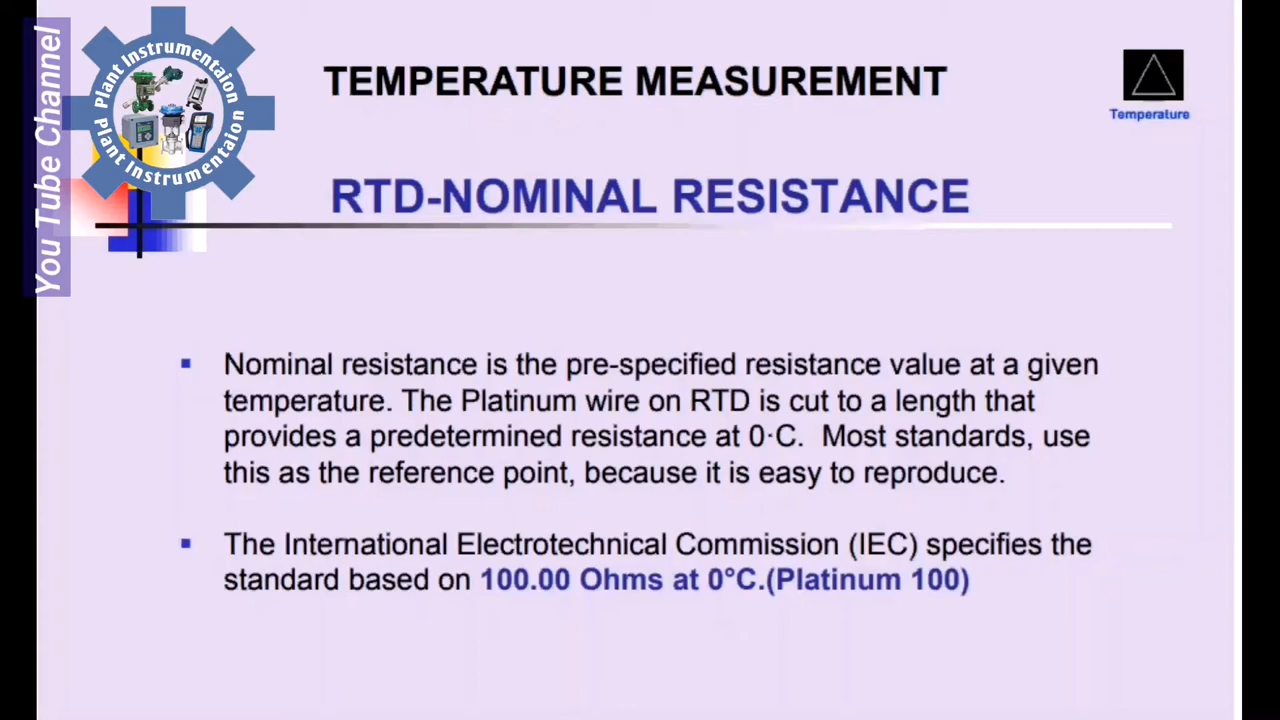 You Tube Channel
Plant Instrumentaion
Plant Instrumentaion
TEMPERATURE MEASUREMENT
Temperature
RTD-NOMINAL RESISTANCE
▪ Nominal resistance is the pre-specified resistance value at a given
temperature. The Platinum wire on RTD is cut to a length that
provides a predetermined resistance at 0·C. Most standards, use
this as the reference point, because it is easy to reproduce.
▪ The International Electrotechnical Commission (IEC) specifies the
standard based on 100.00 Ohms at 0°C.(Platinum 100)